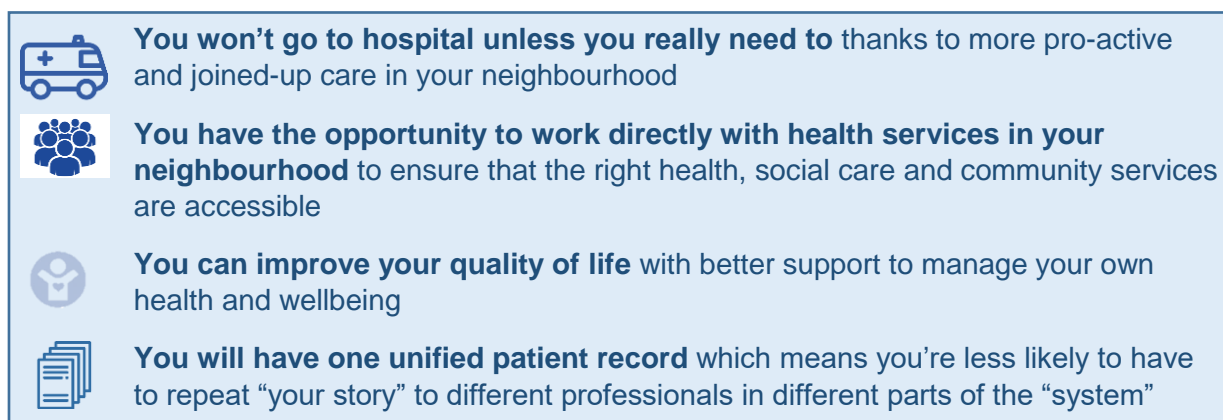 You won’t go to hospital unless you really need to thanks to more pro-active
and joined-up care in your neighbourhood
You have the opportunity to work directly with health services in your
neighbourhood to ensure that the right health, social care and community services
are accessible
You can improve your quality of life with better support to manage your own
health and wellbeing
You will have one unified patient record which means you’re less likely to have
to repeat “your story” to different professionals in different parts of the “system”